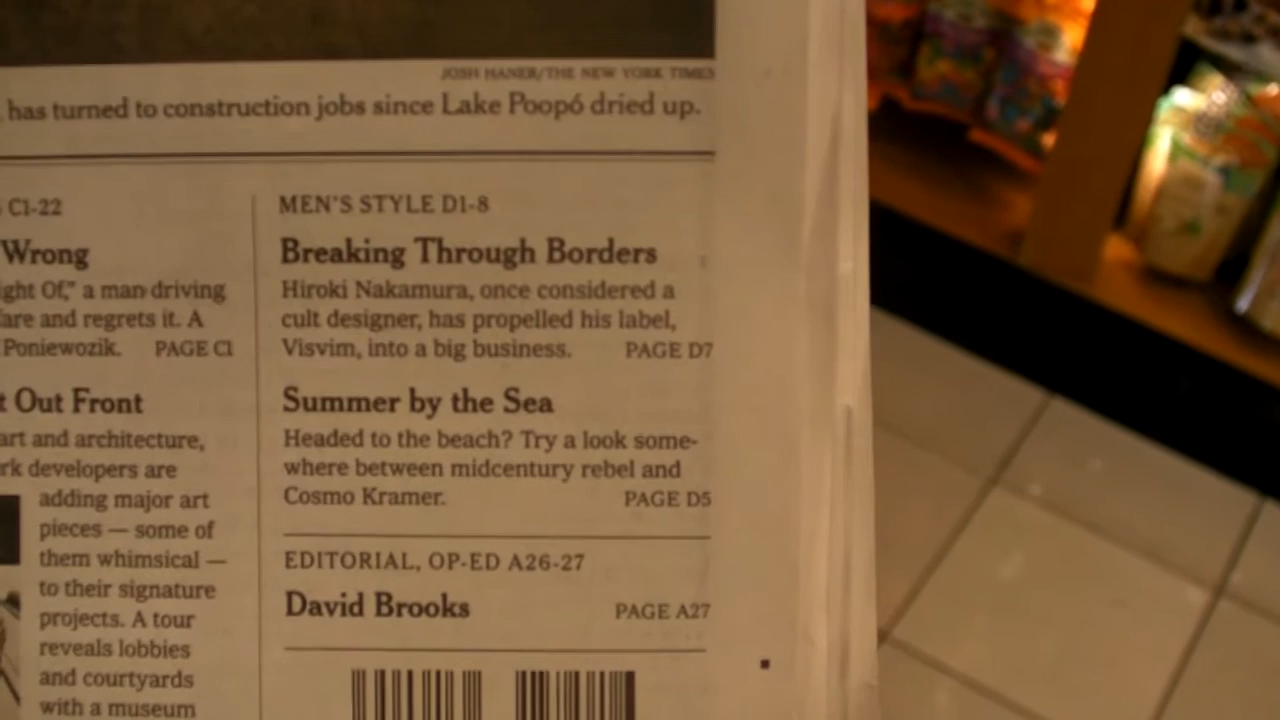 JOSH HANER/THE NEW YORK TIMES
has turned to construction jobs since Lake Poopó dried up.
C1-22
Wrong
ight Of,” a man driving
fare and regrets it. A
Poniewozik. PAGE C1
t Out Front
art and architecture,
rk developers are
adding major art
pieces — some of
them whimsical —
to their signature
projects. A tour
reveals lobbies
and courtyards
with a museum
MEN'S STYLE D1-8
Breaking Through Borders
Hiroki Nakamura, once considered a
cult designer, has propelled his label,
Visvim, into a big business. PAGE D7
Summer by the Sea
Headed to the beach? Try a look some-
where between midcentury rebel and
Cosmo Kramer. PAGE D5
EDITORIAL, OP-ED A26-27
David Brooks PAGE A27